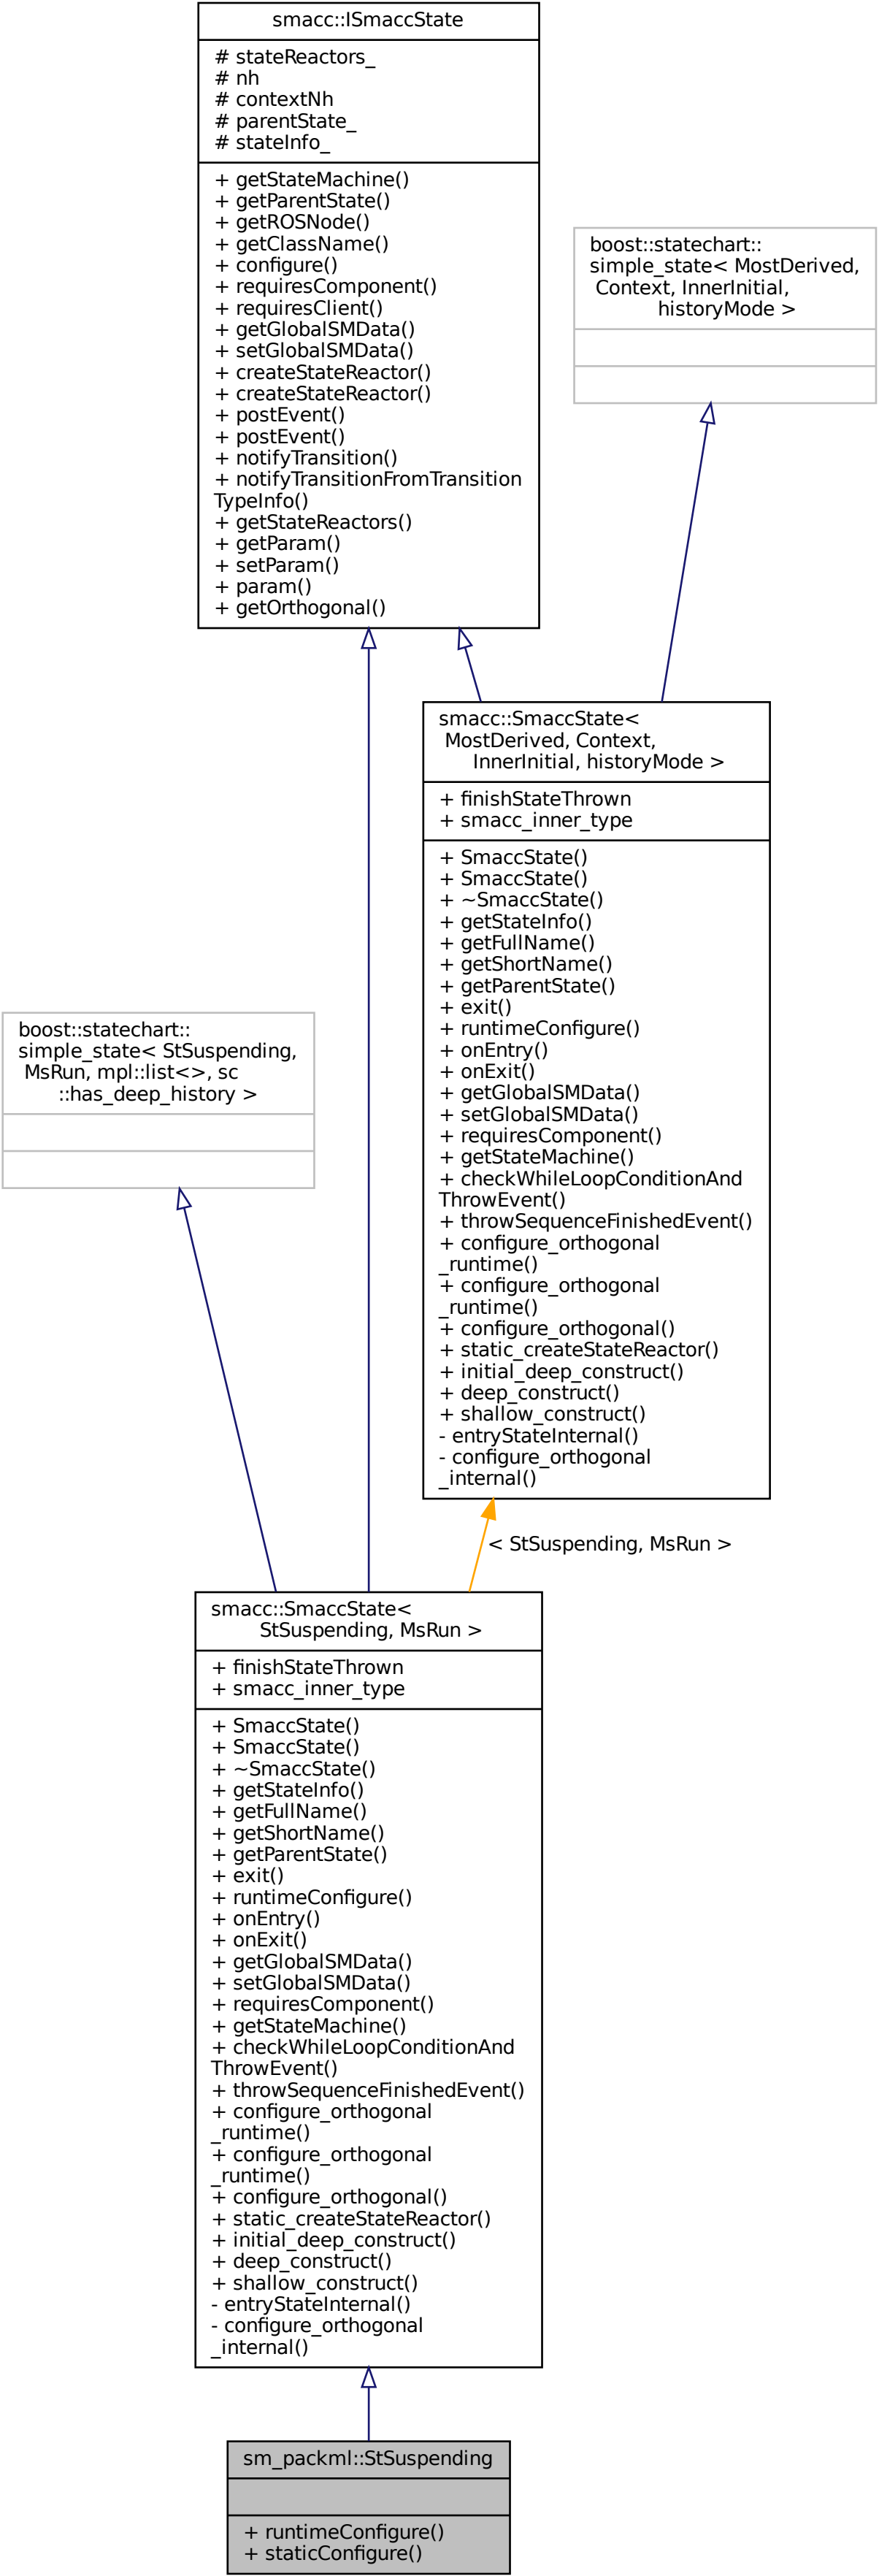 smacc::ISmaccState
# stateReactors_
# nh
# contextNh
# parentState_
# stateInfo_
+ getStateMachine()
+ getParentState()
+ getROSNode()
+ getClassName()
+ configure()
+ requiresComponent()
+ requiresClient()
+ getGlobalSMData()
+ setGlobalSMData()
+ createStateReactor()
+ createStateReactor()
+ postEvent()
+ postEvent()
+ notifyTransition()
+ notifyTransitionFromTransition
TypeInfo()
+ getStateReactors()
+ getParam()
+ setParam()
+ param()
+ getOrthogonal()
boost::statechart::
simple_state< MostDerived,
Context, InnerInitial,
historyMode >
smacc::SmaccState<
MostDerived, Context,
InnerInitial, historyMode >
+ finishStateThrown
+ smacc_inner_type
+ SmaccState()
+ SmaccState()
+ ~SmaccState()
+ getStateInfo()
+ getFullName()
+ getShortName()
+ getParentState()
+ exit()
+ runtimeConfigure()
+ onEntry()
+ onExit()
+ getGlobalSMData()
+ setGlobalSMData()
+ requiresComponent()
+ getStateMachine()
+ checkWhileLoopConditionAnd
ThrowEvent()
+ throwSequenceFinishedEvent()
+ configure_orthogonal
_runtime()
+ configure_orthogonal
_runtime()
+ configure_orthogonal()
+ static_createStateReactor()
+ initial_deep_construct()
+ deep_construct()
+ shallow_construct()
- entryStateInternal()
- configure_orthogonal
_internal()
boost::statechart::
simple_state< StSuspending,
MsRun, mpl::list<>, sc
::has_deep_history >
< StSuspending, MsRun >
smacc::SmaccState<
StSuspending, MsRun >
+ finishStateThrown
+ smacc_inner_type
+ SmaccState()
+ SmaccState()
+ ~SmaccState()
+ getStateInfo()
+ getFullName()
+ getShortName()
+ getParentState()
+ exit()
+ runtimeConfigure()
+ onEntry()
+ onExit()
+ getGlobalSMData()
+ setGlobalSMData()
+ requiresComponent()
+ getStateMachine()
+ checkWhileLoopConditionAnd
ThrowEvent()
+ throwSequenceFinishedEvent()
+ configure_orthogonal
_runtime()
+ configure_orthogonal
_runtime()
+ configure_orthogonal()
+ static_createStateReactor()
+ initial_deep_construct()
+ deep_construct()
+ shallow_construct()
- entryStateInternal()
- configure_orthogonal
_internal()
sm_packml::StSuspending
+ runtimeConfigure()
+ staticConfigure()